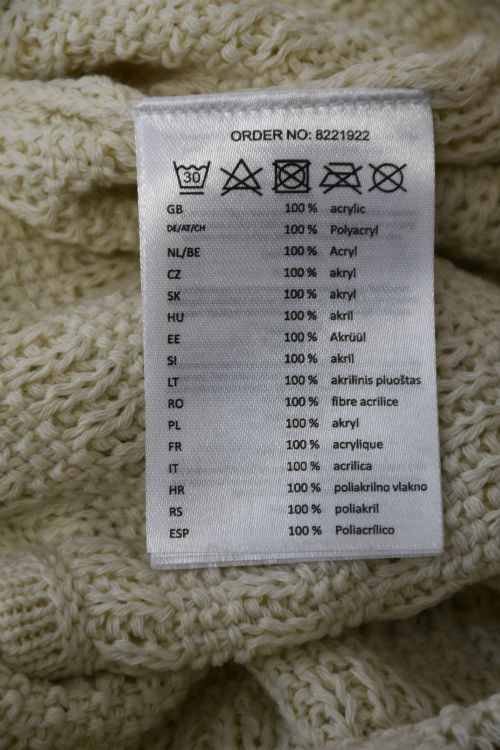 ORDER NO: 8221922
30
GB 100 % acrylic
DE/AT/CH 100 % Polyacryl
NL/BE 100 % Acryl
CZ 100 % akryl
SK 100 % akryl
HU 100 % akril
EE 100 % Akrüül
SI 100 % akril
LT 100 % akrilinis pluoštas
RO 100 % fibre acrilice
PL 100 % akryl
FR 100 % acrylique
IT 100 % acrilica
HR 100 % poliakrilno vlakno
RS 100 % poliakril
ESP 100 % Poliacrílico